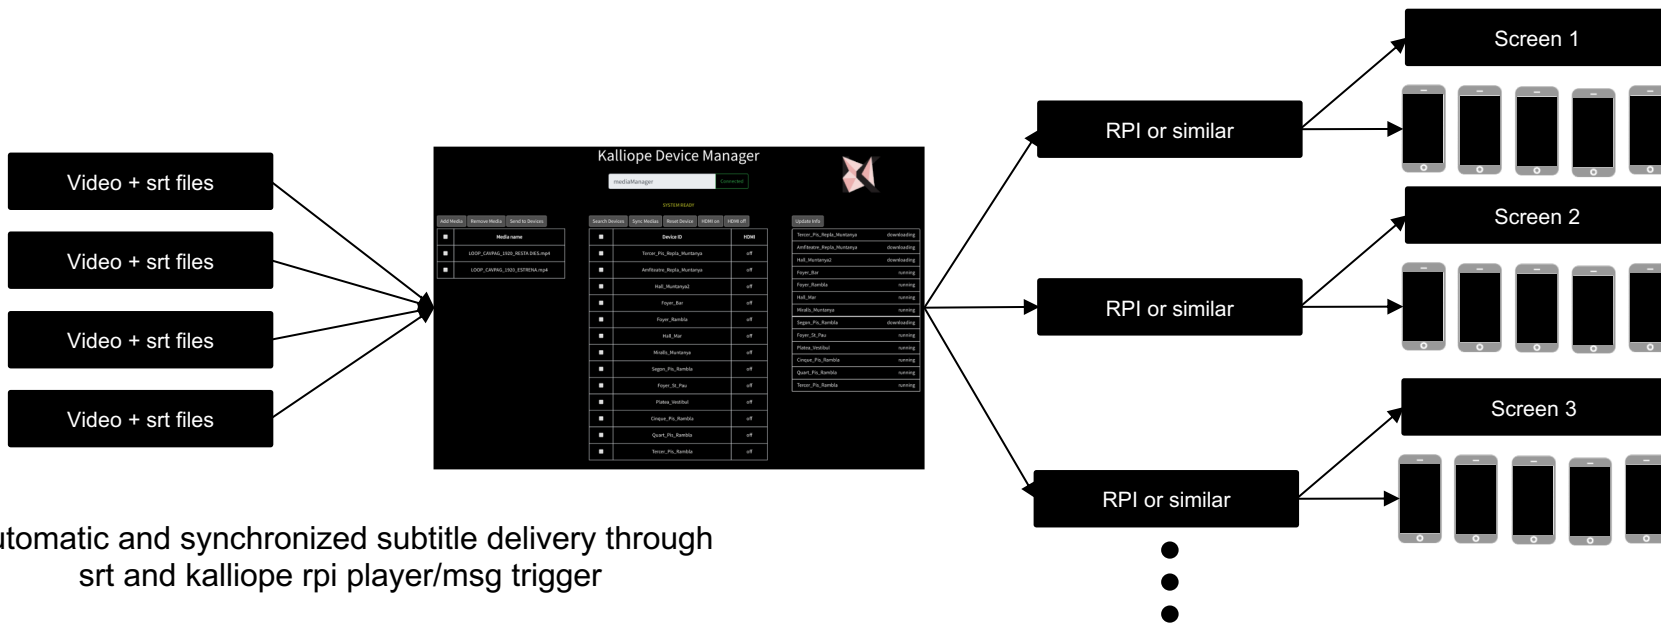 Screen 1
RPI or similar
Video + srt files
Screen 2
Video + srt files
RPI or similar
Video + srt files
Screen 3
Video + srt files
RPI or similar
Kalliope Device Manager
mediaManager
Connected
SYSTEM READY
Add Media Remove Media Send to Devices
Media name
LOOP_CAVPAG_1920_RESTA DIES.mp4
LOOP_CAVPAG_1920_ESTRENA.mp4
Search Devices Sync Medias Reset Device HDMI on HDMI off
Device ID HDMI
Tercer_Pis_Repla_Muntanya off
Amfiteatre_Repla_Muntanya off
Hall_Muntanya2 off
Foyer_Bar off
Foyer_Rambla off
Hall_Mar off
Miralls_Muntanya off
Segon_Pis_Rambla off
Foyer_St_Pau off
Platea_Vestibul off
Cinque_Pis_Rambla off
Quart_Pis_Rambla off
Tercer_Pis_Rambla off
Update Info
Tercer_Pis_Repla_Muntanya downloading
Amfiteatre_Repla_Muntanya downloading
Hall_Muntanya2 downloading
Foyer_Bar running
Foyer_Rambla running
Hall_Mar running
Miralls_Muntanya running
Segon_Pis_Rambla downloading
Foyer_St_Pau running
Platea_Vestibul running
Cinque_Pis_Rambla running
Quart_Pis_Rambla running
Tercer_Pis_Rambla running
utomatic and synchronized subtitle delivery through
srt and kalliope rpi player/msg trigger